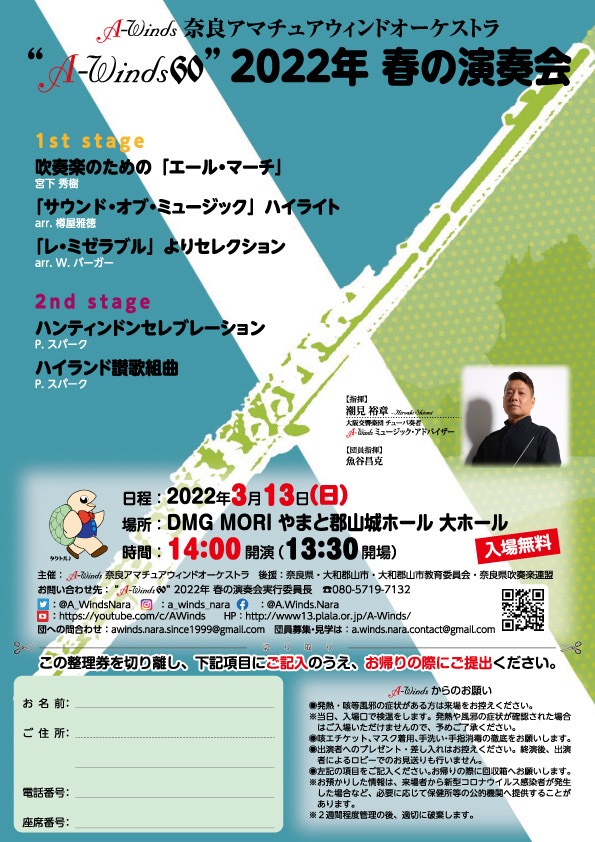 A-Winds 奈良アマチュアウィンドオーケストラ
“A-Winds60” 2022年 春の演奏会
1st stage
吹奏楽のための「エール・マーチ」
宮下 秀樹
「サウンド・オブ・ミュージック」ハイライト
arr. 樽屋雅徳
「レ・ミゼラブル」よりセレクション
arr. W. バーガー
2nd stage
ハンティンドンセレブレーション
P. スパーク
ハイランド讃歌組曲
P. スパーク
【指揮】
潮見 裕章 -Hiroaki Shiomi
大阪交響楽団 チューバ奏者
A-Winds ミュージック・アドバイザー
【団員指揮】
魚谷昌克
タクトルノ
日程：2022年3月13日(日)
場所：DMG MORI やまと郡山城ホール 大ホール
時間：14:00開演（13:30開場）
入場無料
主催：A-Winds 奈良アマチュアウィンドオーケストラ 後援：奈良県・大和郡山市・大和郡山市教育委員会・奈良県吹奏楽連盟
お問い合わせ先：“A-Winds60” 2022年 春の演奏会実行委員長 ☎080-5719-7132
：@A_WindsNara ：a_winds_nara ：@A.Winds.Nara
：https://youtube.com/c/AWinds HP：http://www13.plala.or.jp/A-Winds/
団への問合わせ：awinds.nara.since1999@gmail.com 団員募集・見学は：a.winds.nara.contact@gmail.com
切り取り
この整理券を切り離し、下記項目にご記入のうえ、お帰りの際にご提出ください。
お名前：
ご住所：
電話番号：
座席番号：
A-Winds からのお願い
◉発熱・咳等風邪の症状がある方は来場をお控えください。
※当日、入場口で検温をします。発熱や風邪の症状が確認された場合
はご入場いただけませんので、予めご了承ください。
◉咳エチケット、マスク着用、手洗い・手指消毒の徹底をお願いします。
◉出演者へのプレゼント・差し入れはお控えください。終演後、出演
者によるロビーでのお見送りも行いません。
◉左記の項目をご記入ください。お帰りの際に回収箱へお願いします。
※お預かりした情報は、来場者から新型コロナウイルス感染者が発生
した場合など、必要に応じて保健所等の公的機関へ提供することが
あります。
※２週間程度管理の後、適切に破棄します。